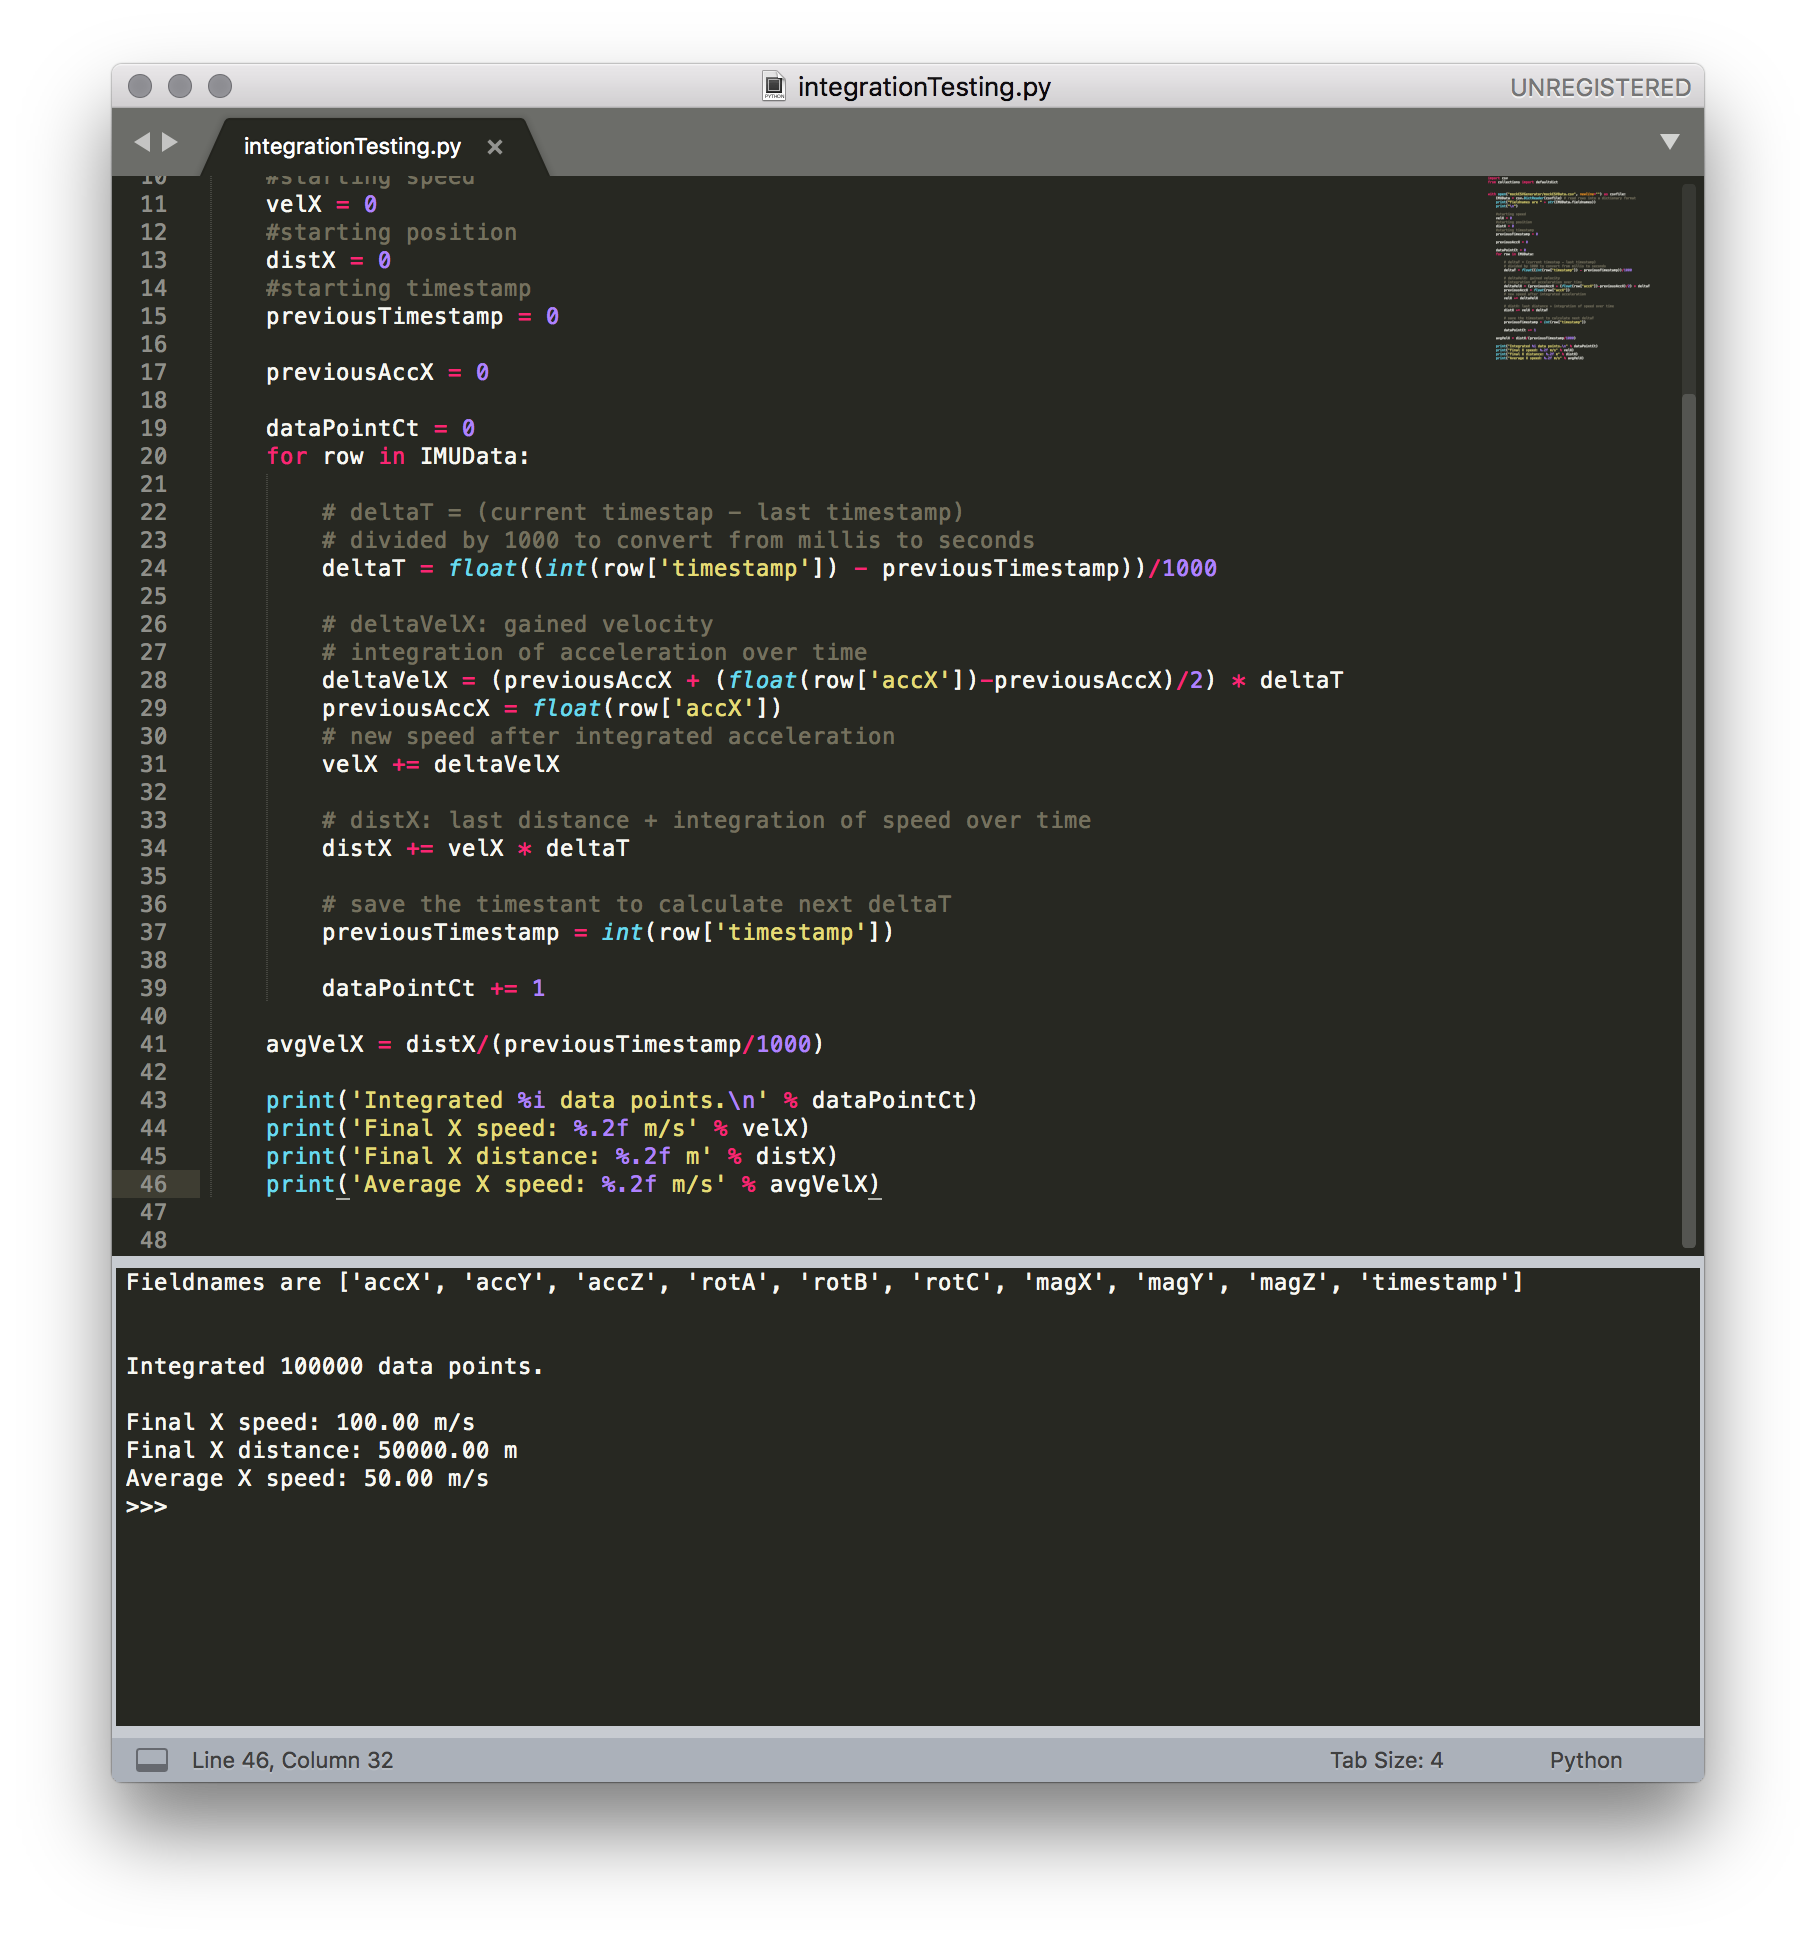 integrationTesting.py
UNREGISTERED
integrationTesting.py ×
10 #starting speed
11 velX = 0
12 #starting position
13 distX = 0
14 #starting timestamp
15 previousTimestamp = 0
16
17 previousAccX = 0
18
19 dataPointCt = 0
20 for row in IMUData:
21
22 # deltaT = (current timestap - last timestamp)
23 # divided by 1000 to convert from millis to seconds
24 deltaT = float((int(row['timestamp']) - previousTimestamp))/1000
25
26 # deltaVelX: gained velocity
27 # integration of acceleration over time
28 deltaVelX = (previousAccX + (float(row['accX'])-previousAccX)/2) * deltaT
29 previousAccX = float(row['accX'])
30 # new speed after integrated acceleration
31 velX += deltaVelX
32
33 # distX: last distance + integration of speed over time
34 distX += velX * deltaT
35
36 # save the timestant to calculate next deltaT
37 previousTimestamp = int(row['timestamp'])
38
39 dataPointCt += 1
40
41 avgVelX = distX/(previousTimestamp/1000)
42
43 print('Integrated %i data points.\n' % dataPointCt)
44 print('Final X speed: %.2f m/s' % velX)
45 print('Final X distance: %.2f m' % distX)
46 print('Average X speed: %.2f m/s' % avgVelX)
47
48
Fieldnames are ['accX', 'accY', 'accZ', 'rotA', 'rotB', 'rotC', 'magX', 'magY', 'magZ', 'timestamp']
Integrated 100000 data points.
Final X speed: 100.00 m/s
Final X distance: 50000.00 m
Average X speed: 50.00 m/s
>>>
Line 46, Column 32
Tab Size: 4
Python